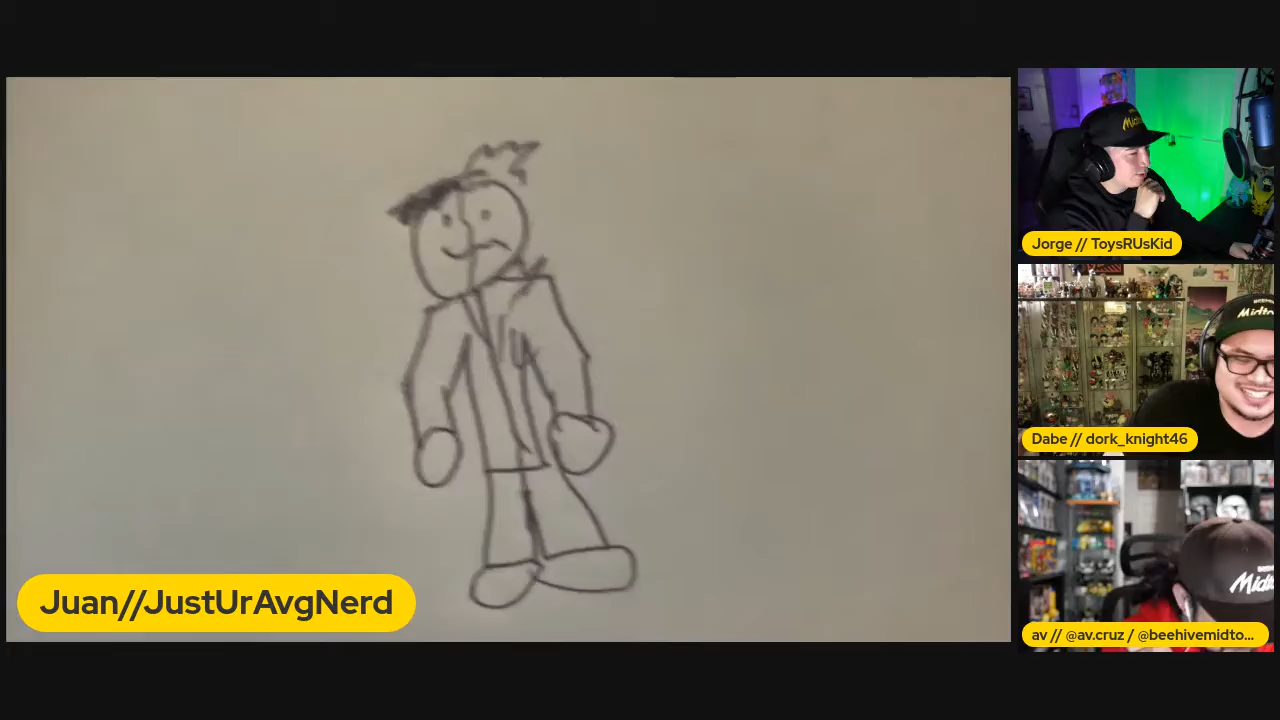 Juan//JustUrAvgNerd
Jorge // ToysRUsKid
Dabe // dork_knight46
av // @av.cruz / @beehivemidto...